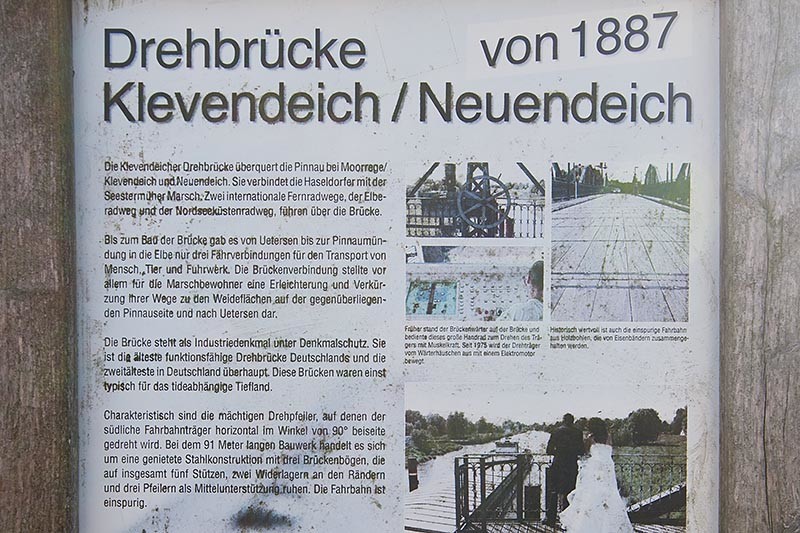 Drehbrücke von 1887
Klevendeich / Neuendeich
Die Klevendeicher Drehbrücke überquert die Pinnau bei Moorrege/
Klevendeich und Neuendeich. Sie verbindet die Haseldorfer mit der
Seestermüher Marsch. Zwei internationale Fernradwege, der Elbe-
radweg und der Nordseeküstenradweg, führen über die Brücke.
Bis zum Bau der Brücke gab es von Uetersen bis zur Pinnaumün-
dung in die Elbe nur drei Fährverbindungen für den Transport von
Mensch, Tier und Fuhrwerk. Die Brückenverbindung stellte vor
allem für die Marschbewohner eine Erleichterung und Verkür-
zung ihrer Wege zu den Weideflächen auf der gegenüberliegen-
den Pinnauseite und nach Uetersen dar.
Die Brücke steht als Industriedenkmal unter Denkmalschutz. Sie
ist die älteste funktionsfähige Drehbrücke Deutschlands und die
zweitälteste in Deutschland überhaupt. Diese Brücken waren einst
typisch für das tideabhängige Tiefland.
Charakteristisch sind die mächtigen Drehpfeiler, auf denen der
südliche Fahrbahnträger horizontal im Winkel von 90° beiseite
gedreht wird. Bei dem 91 Meter langen Bauwerk handelt es sich
um eine genietete Stahlkonstruktion mit drei Brückenbögen, die
auf insgesamt fünf Stützen, zwei Widerlagern an den Rändern
und drei Pfeilern als Mittelunterstützung ruhen. Die Fahrbahn ist
einspurig.
Früher stand der Brückenwärter auf der Brücke und
bediente dieses große Handrad zum Drehen des Trä-
gers mit Muskelkraft. Seit 1975 wird der Drehträger
vom Wärterhäuschen aus mit einem Elektromotor
bewegt.
Historisch wertvoll ist auch die einspurige Fahrbahn
aus Holzbohlen, die von Eisenbändern zusammenge-
halten werden.